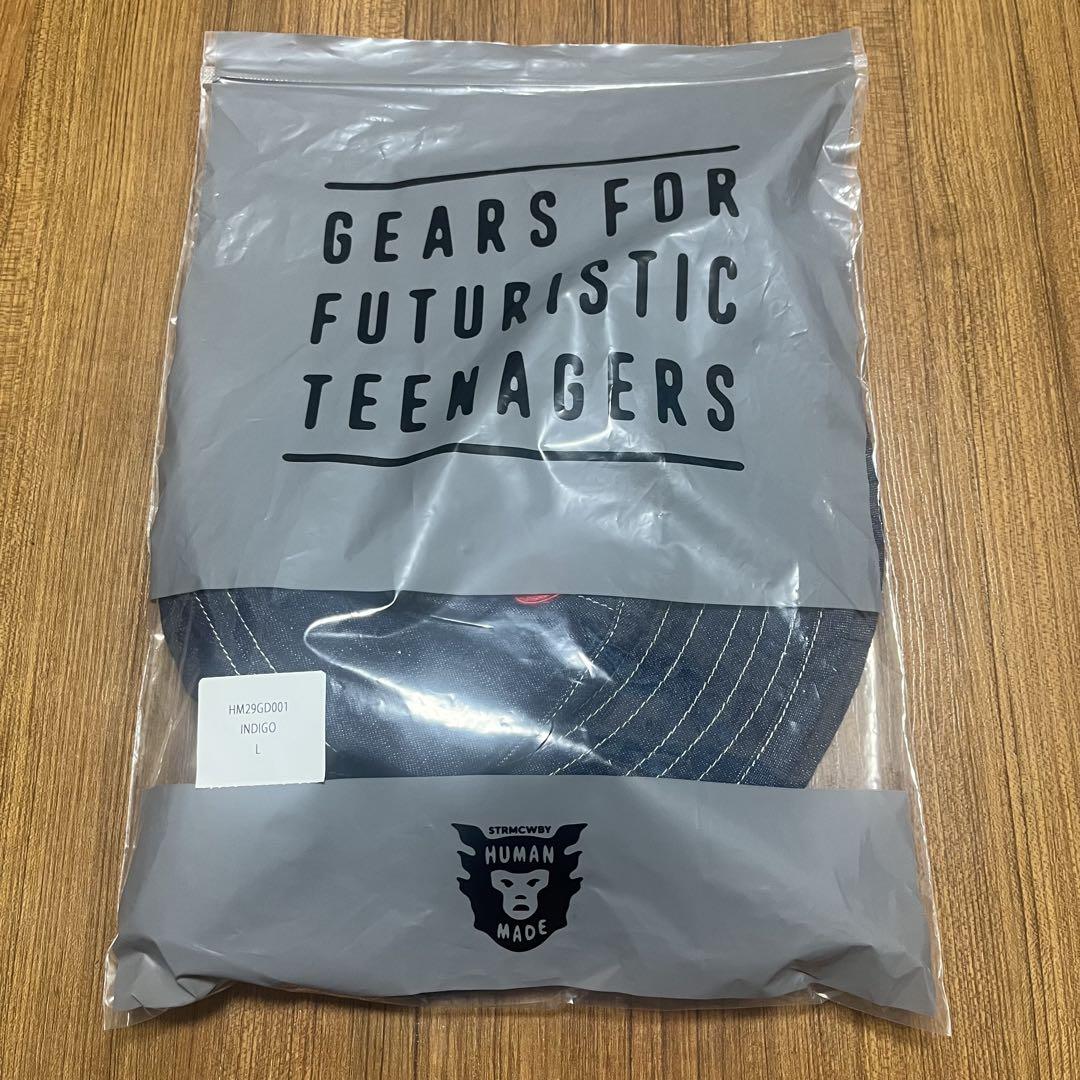 GEARS FOR
FUTURISTIC
TEENAGERS
HM29GD001
INDIGO
L
STRMCWBY
HUMAN
MADE